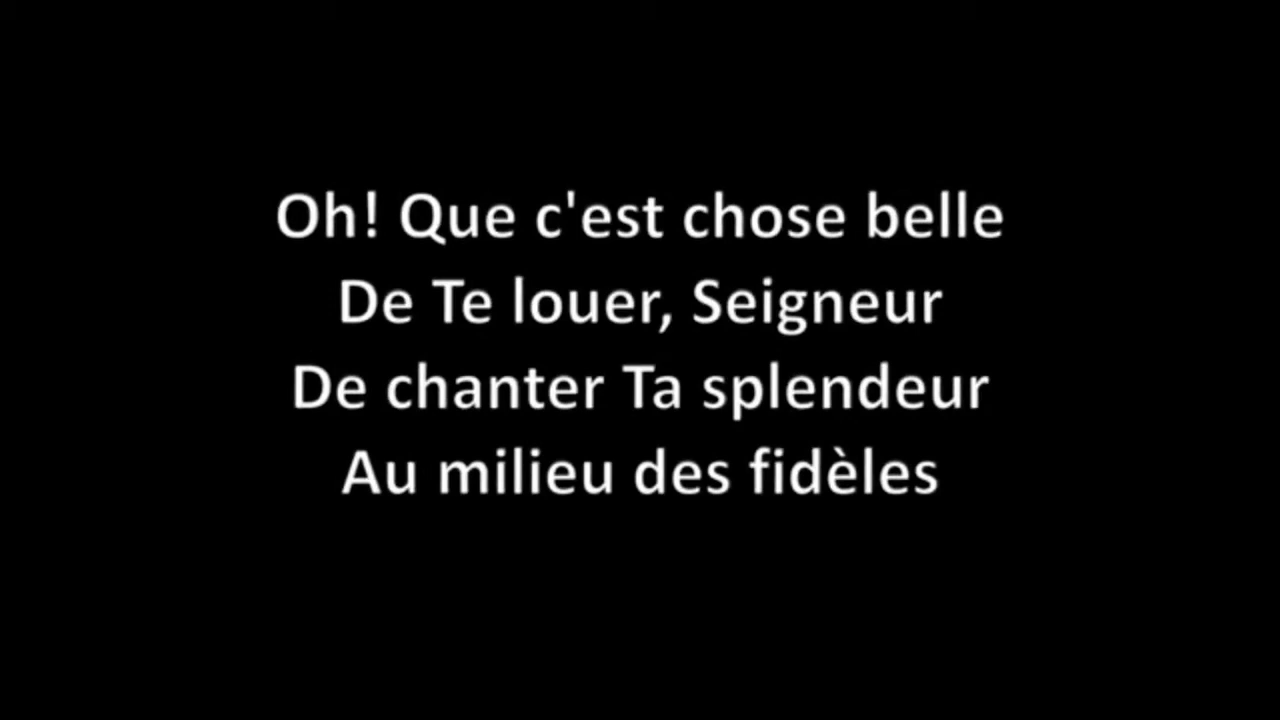 Oh! Que c'est chose belle
De Te louer, Seigneur
De chanter Ta splendeur
Au milieu des fidèles